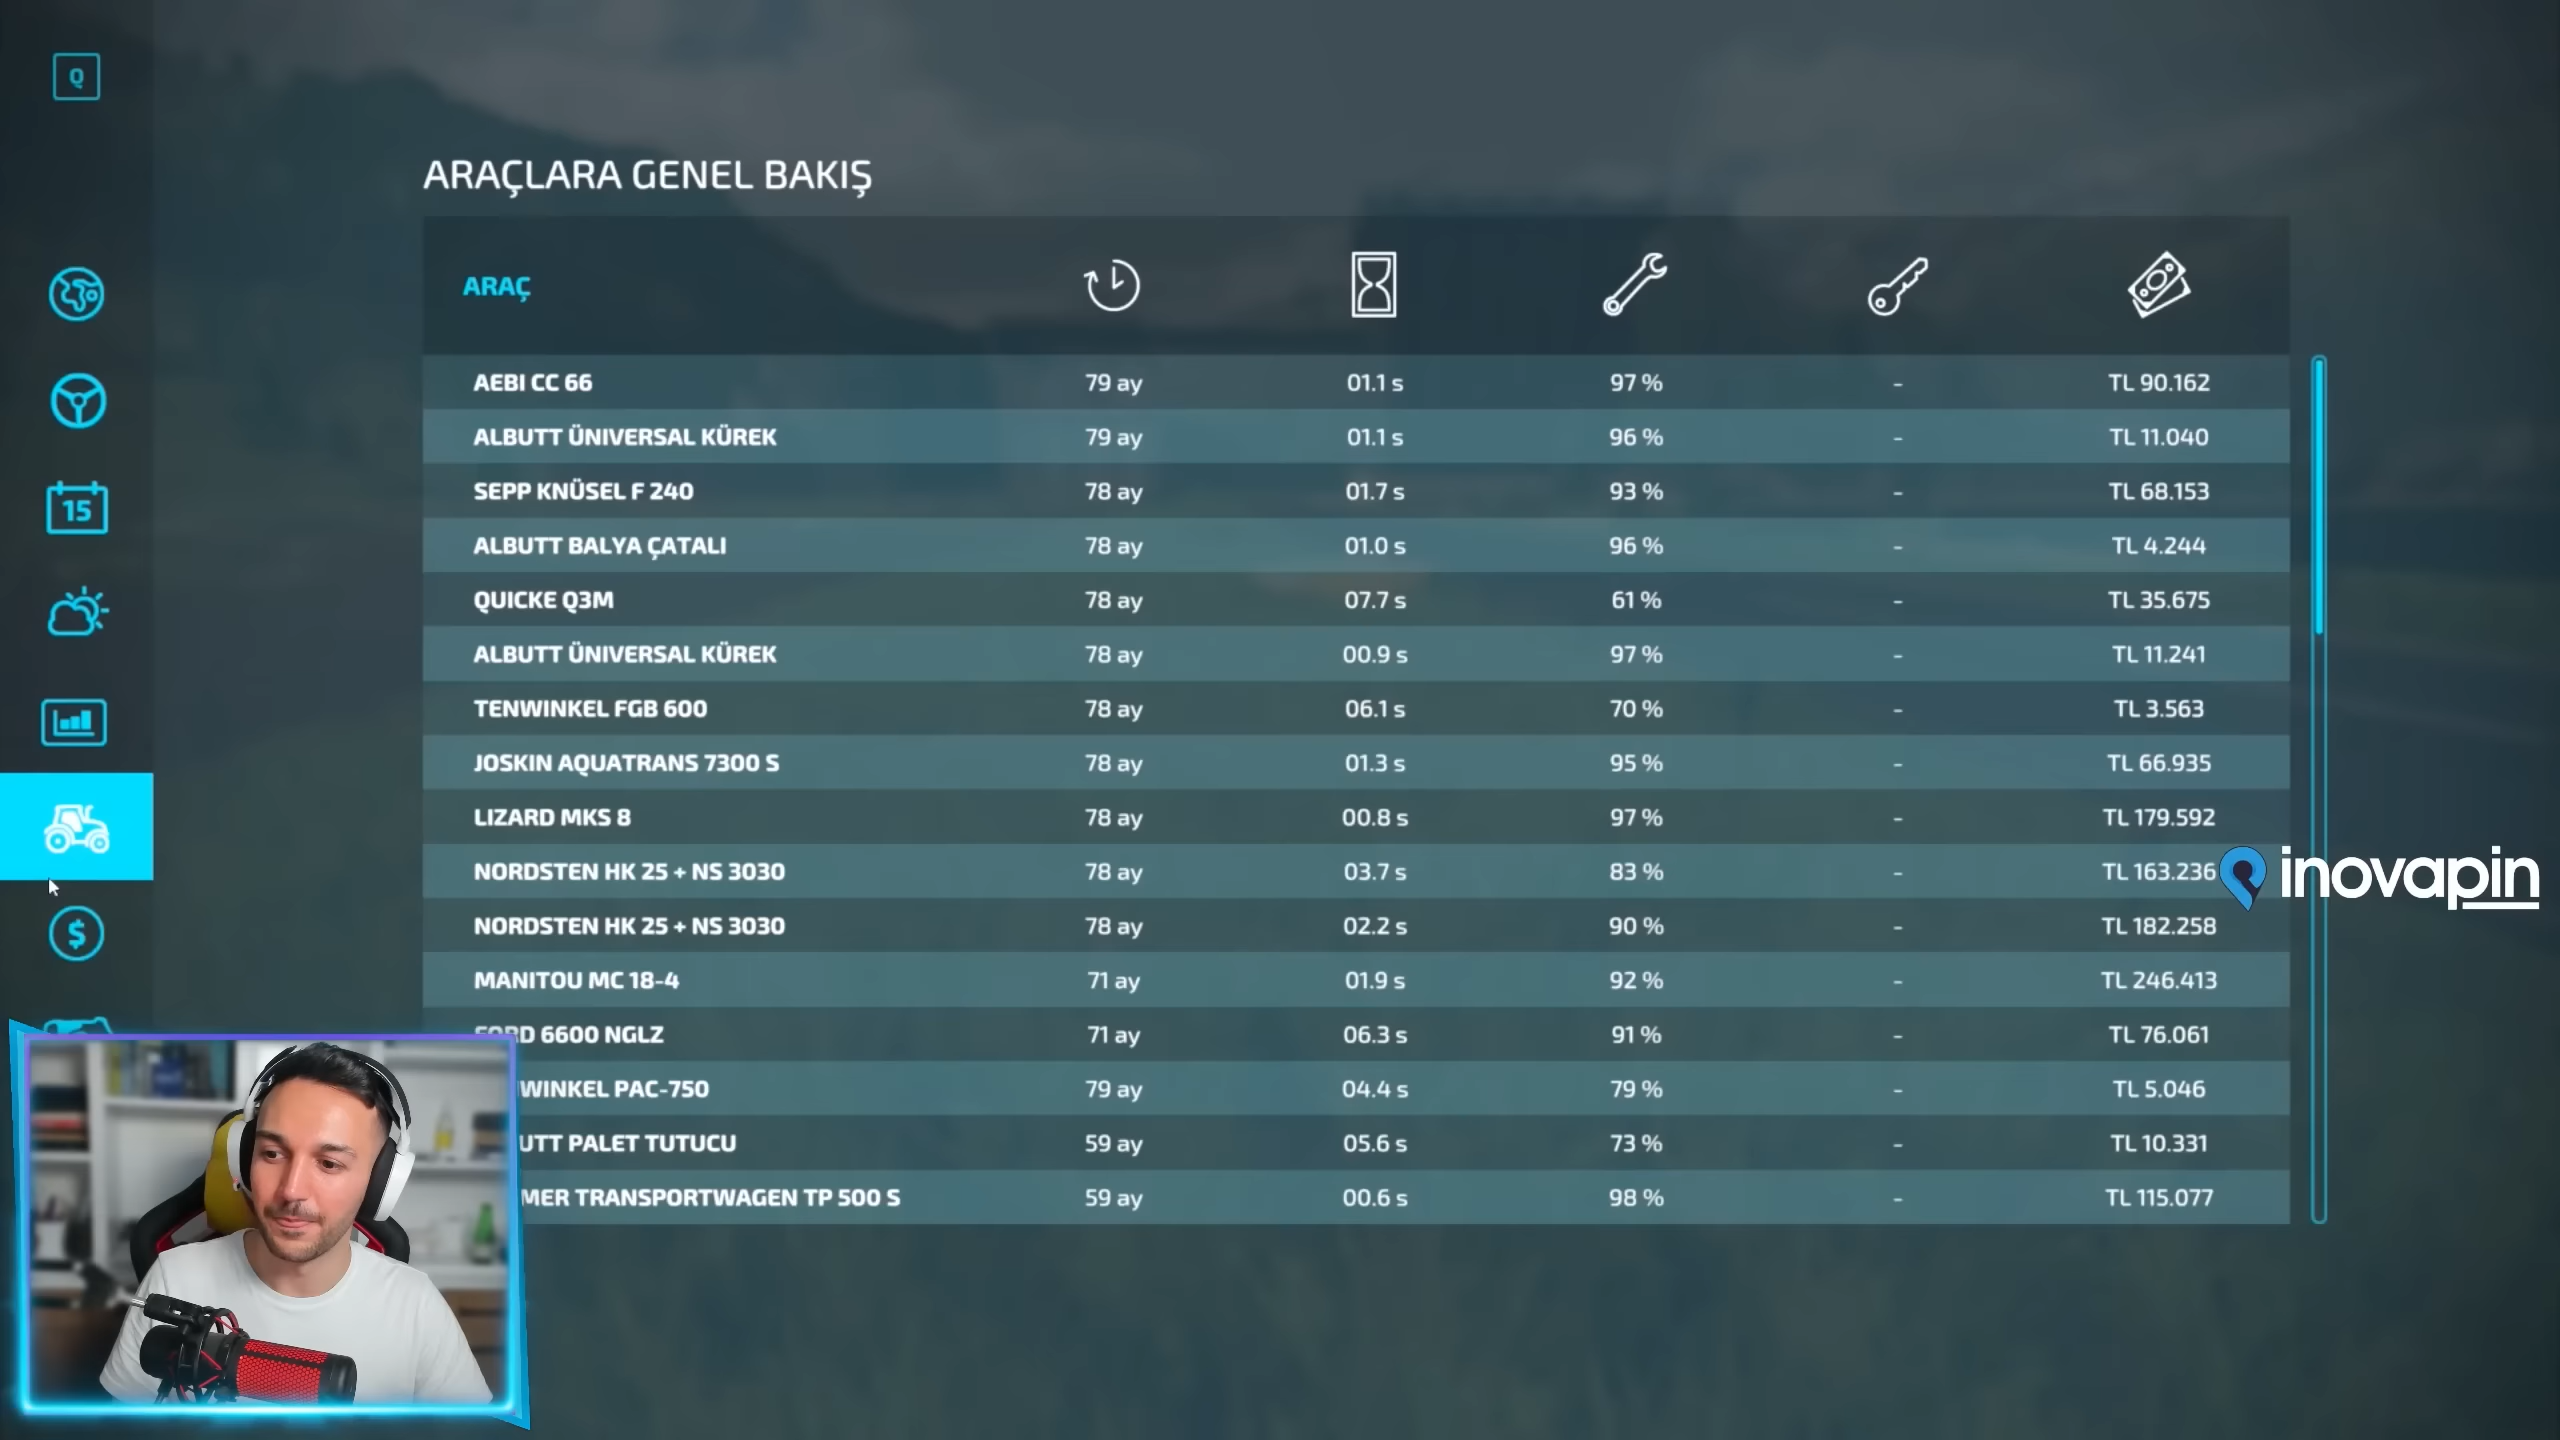 Q
ARAÇLARA GENEL BAKIŞ
ARAÇ
AEBI CC 66 79 ay 01.1 s 97 % - TL 90.162
ALBUTT ÜNIVERSAL KÜREK 79 ay 01.1 s 96 % - TL 11.040
SEPP KNÜSEL F 240 78 ay 01.7 s 93 % - TL 68.153
15
ALBUTT BALYA ÇATALI 78 ay 01.0 s 96 % - TL 4.244
QUICKE Q3M 78 ay 07.7 s 61 % - TL 35.675
ALBUTT ÜNIVERSAL KÜREK 78 ay 00.9 s 97 % - TL 11.241
TENWINKEL FGB 600 78 ay 06.1 s 70 % - TL 3.563
JOSKIN AQUATRANS 7300 S 78 ay 01.3 s 95 % - TL 66.935
LIZARD MKS 8 78 ay 00.8 s 97 % - TL 179.592
NORDSTEN HK 25 + NS 3030 78 ay 03.7 s 83 % - TL 163.236
inovapin
NORDSTEN HK 25 + NS 3030 78 ay 02.2 s 90 % - TL 182.258
MANITOU MC 18-4 71 ay 01.9 s 92 % - TL 246.413
FORD 6600 NGLZ 71 ay 06.3 s 91 % - TL 76.061
WINKEL PAC-750 79 ay 04.4 s 79 % - TL 5.046
UTT PALET TUTUCU 59 ay 05.6 s 73 % - TL 10.331
MER TRANSPORTWAGEN TP 500 S 59 ay 00.6 s 98 % - TL 115.077